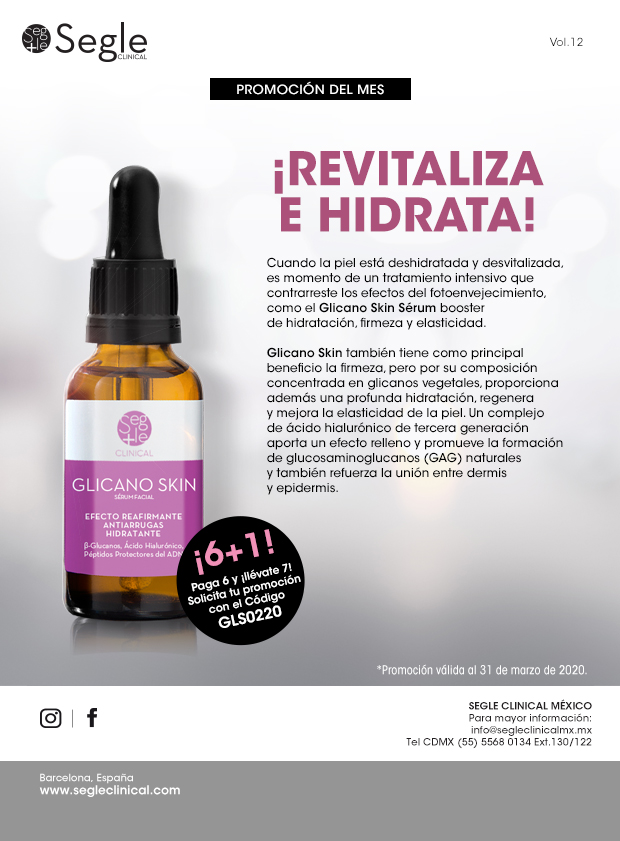 Seg
+le
Segle
CLINICAL
Vol.12
PROMOCIÓN DEL MES
¡REVITALIZA
E HIDRATA!
Cuando la piel está deshidratada y desvitalizada,
es momento de un tratamiento intensivo que
contrarreste los efectos del fotoenvejecimiento,
como el Glicano Skin Sérum booster
de hidratación, firmeza y elasticidad.
Glicano Skin también tiene como principal
beneficio la firmeza, pero por su composición
concentrada en glicanos vegetales, proporciona
además una profunda hidratación, regenera
y mejora la elasticidad de la piel. Un complejo
de ácido hialurónico de tercera generación
aporta un efecto relleno y promueve la formación
de glucosaminoglucanos (GAG) naturales
y también refuerza la unión entre dermis
y epidermis.
Seg
+le
CLINICAL
GLICANO SKIN
SÉRUM FACIAL
EFECTO REAFIRMANTE
ANTIARRUGAS
HIDRATANTE
β-Glucanos, Ácido Hialurónico,
Péptidos Protectores del ADN
¡6+1!
Paga 6 y ¡llévate 7!
Solicita tu promoción
con el Código
GLS0220
*Promoción válida al 31 de marzo de 2020.
SEGLE CLINICAL MÉXICO
Para mayor información:
info@segleclinicalmx.mx
Tel CDMX (55) 5568 0134 Ext.130/122
Barcelona, España
www.segleclinical.com